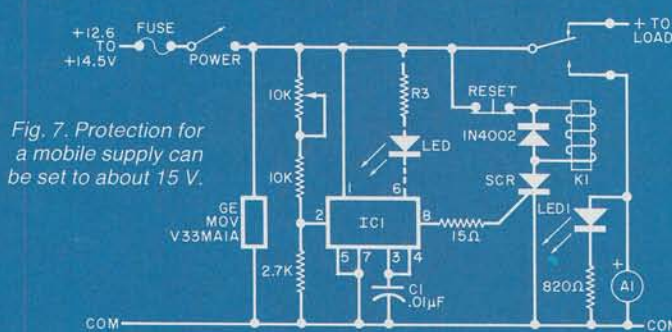 +12.6
TO
+14.5V
FUSE
POWER
+ TO
LOAD
10K
R3
RESET
1N4002
Fig. 7. Protection for
a mobile supply can
be set to about 15 V.
10K
LED
K1
1
6
SCR
GE
MOV
V33MA1A
2
IC1
8
LED1
15Ω
5
7
3
4
+
2.7K
C1
.01µF
820Ω
A1
COM
COM